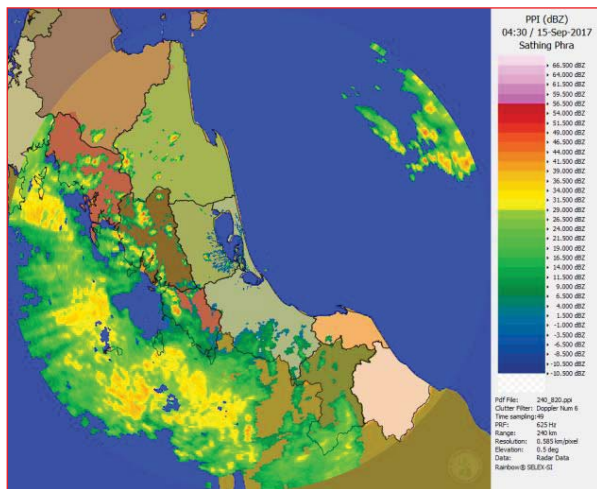 PPI (dBZ)
04:30 / 15-Sep-2017
Sathing Phra
66.500 dBZ
64.000 dBZ
61.500 dBZ
59.500 dBZ
56.500 dBZ
54.000 dBZ
51.500 dBZ
49.000 dBZ
46.500 dBZ
44.000 dBZ
41.500 dBZ
39.000 dBZ
36.500 dBZ
34.000 dBZ
31.500 dBZ
29.000 dBZ
26.500 dBZ
24.000 dBZ
21.500 dBZ
19.000 dBZ
16.500 dBZ
14.000 dBZ
11.500 dBZ
9.000 dBZ
6.500 dBZ
4.000 dBZ
1.500 dBZ
-1.000 dBZ
-3.500 dBZ
-6.000 dBZ
-8.500 dBZ
-10.500 dBZ
Pdf File: 240_B20.ppi
Clutter Filter: Doppler Num 6
Time sampling: 49
PRF: 625 Hz
Range: 240 km
Resolution: 0.585 km/pixel
Elevation: 0.5 deg
Data: Radar Data
Rainbow® SELEX-GI